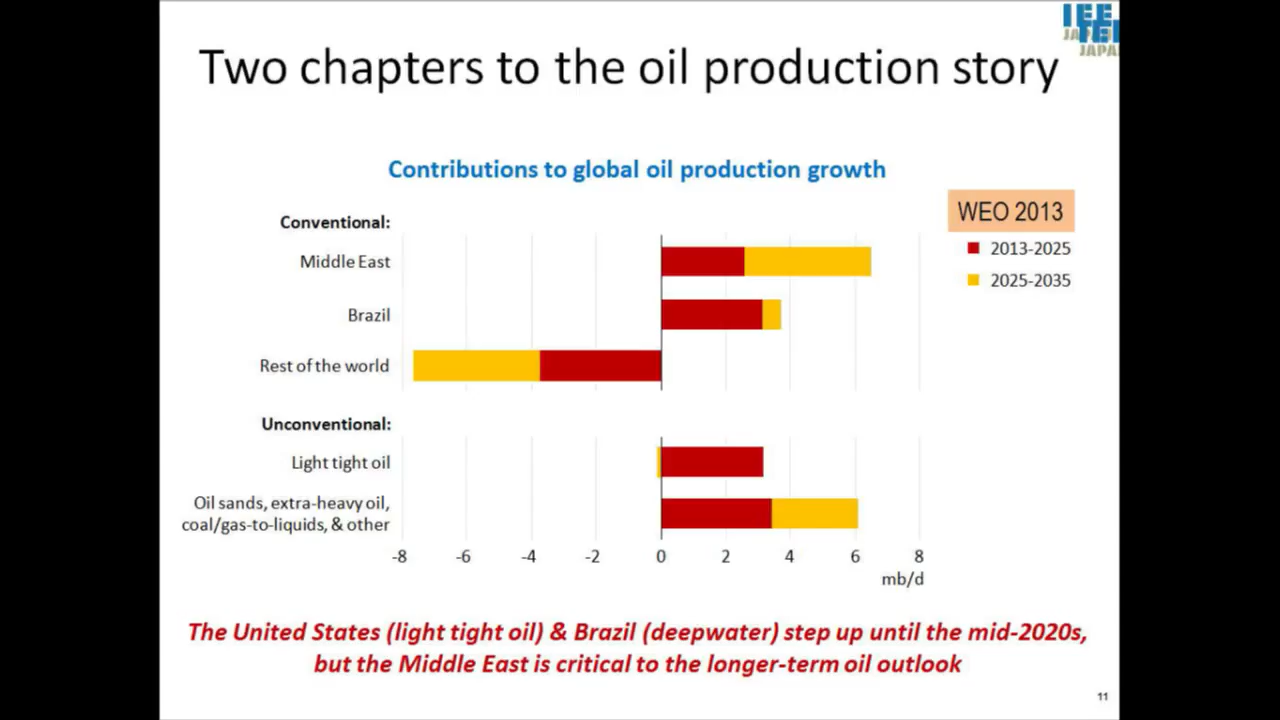 IEE
JAPAN
Two chapters to the oil production story
Contributions to global oil production growth
WEO 2013
2013-2025
2025-2035
Conventional:
Middle East
Brazil
Rest of the world
Unconventional:
Light tight oil
Oil sands, extra-heavy oil,
coal/gas-to-liquids, & other
-8 -6 -4 -2 0 2 4 6 8
mb/d
The United States (light tight oil) & Brazil (deepwater) step up until the mid-2020s,
but the Middle East is critical to the longer-term oil outlook
11